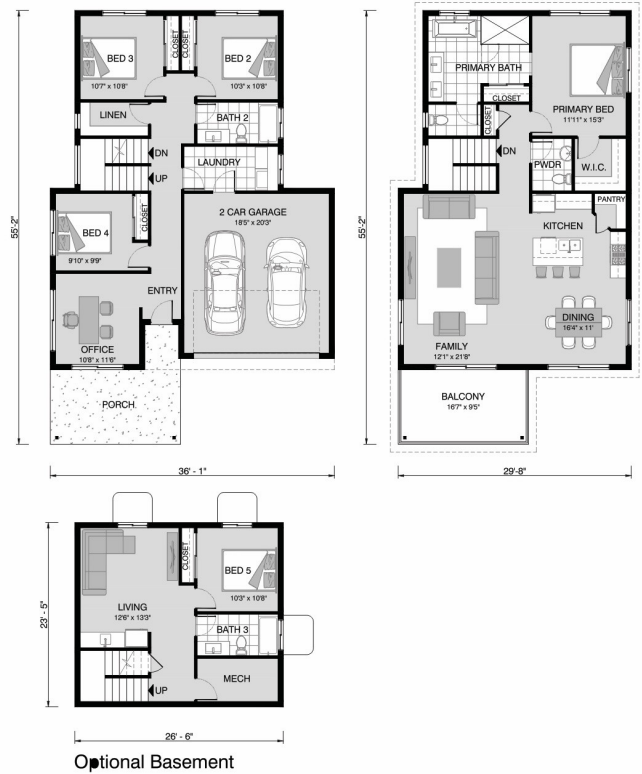 BED 3
10'7" x 10'8"
CLOSET
CLOSET
BED 2
10'3" x 10'8"
LINEN
BATH 2
DN
LAUNDRY
UP
CLOSET
BED 4
9'10" x 9'9"
2 CAR GARAGE
18'5" x 20'3"
ENTRY
OFFICE
10'8" x 11'6"
PORCH
55'-2"
36' - 1"
PRIMARY BATH
CLOSET
CLOSET
PRIMARY BED
11'11" x 15'3"
DN
PWDR
W.I.C.
PANTRY
KITCHEN
DINING
16'4" x 11'
FAMILY
12'1" x 21'8"
BALCONY
16'7" x 9'5"
55'-2"
29'-8"
CLOSET
BED 5
10'3" x 10'8"
LIVING
12'6" x 13'3"
BATH 3
MECH
UP
23' - 5"
26' - 6"
Optional Basement